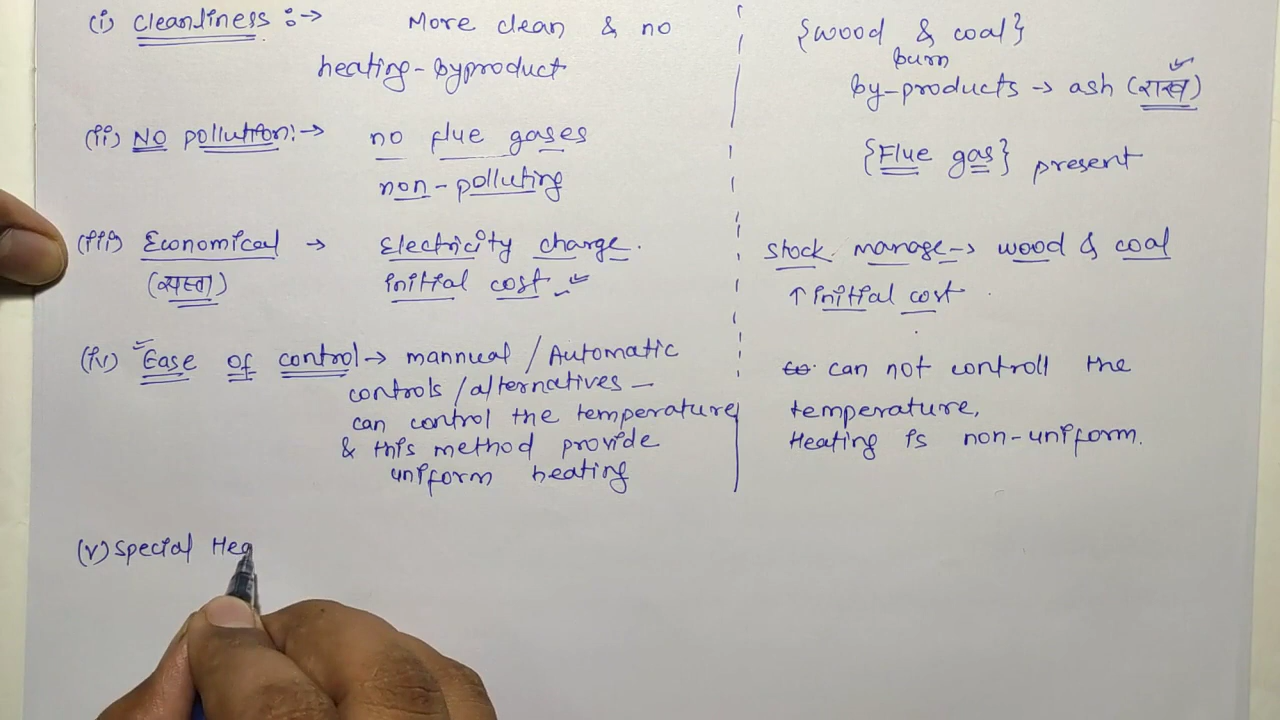 (i) Cleanliness :→ More clean & no
heating-byproduct
{wood & coal}
burn
by-products → ash (राख)
(ii) No pollution:→ no flue gases
non-polluting
{Flue gas} present
(iii) Economical → Electricity charge.
(सस्ता) initial cost
stock manage → wood & coal
↑ initial cost
(iv) Ease of control → mannual / Automatic
controls / alternatives –
can control the temperature
& this method provide
uniform heating
can not controll the
temperature,
Heating is non-uniform.
(v) Special Hea